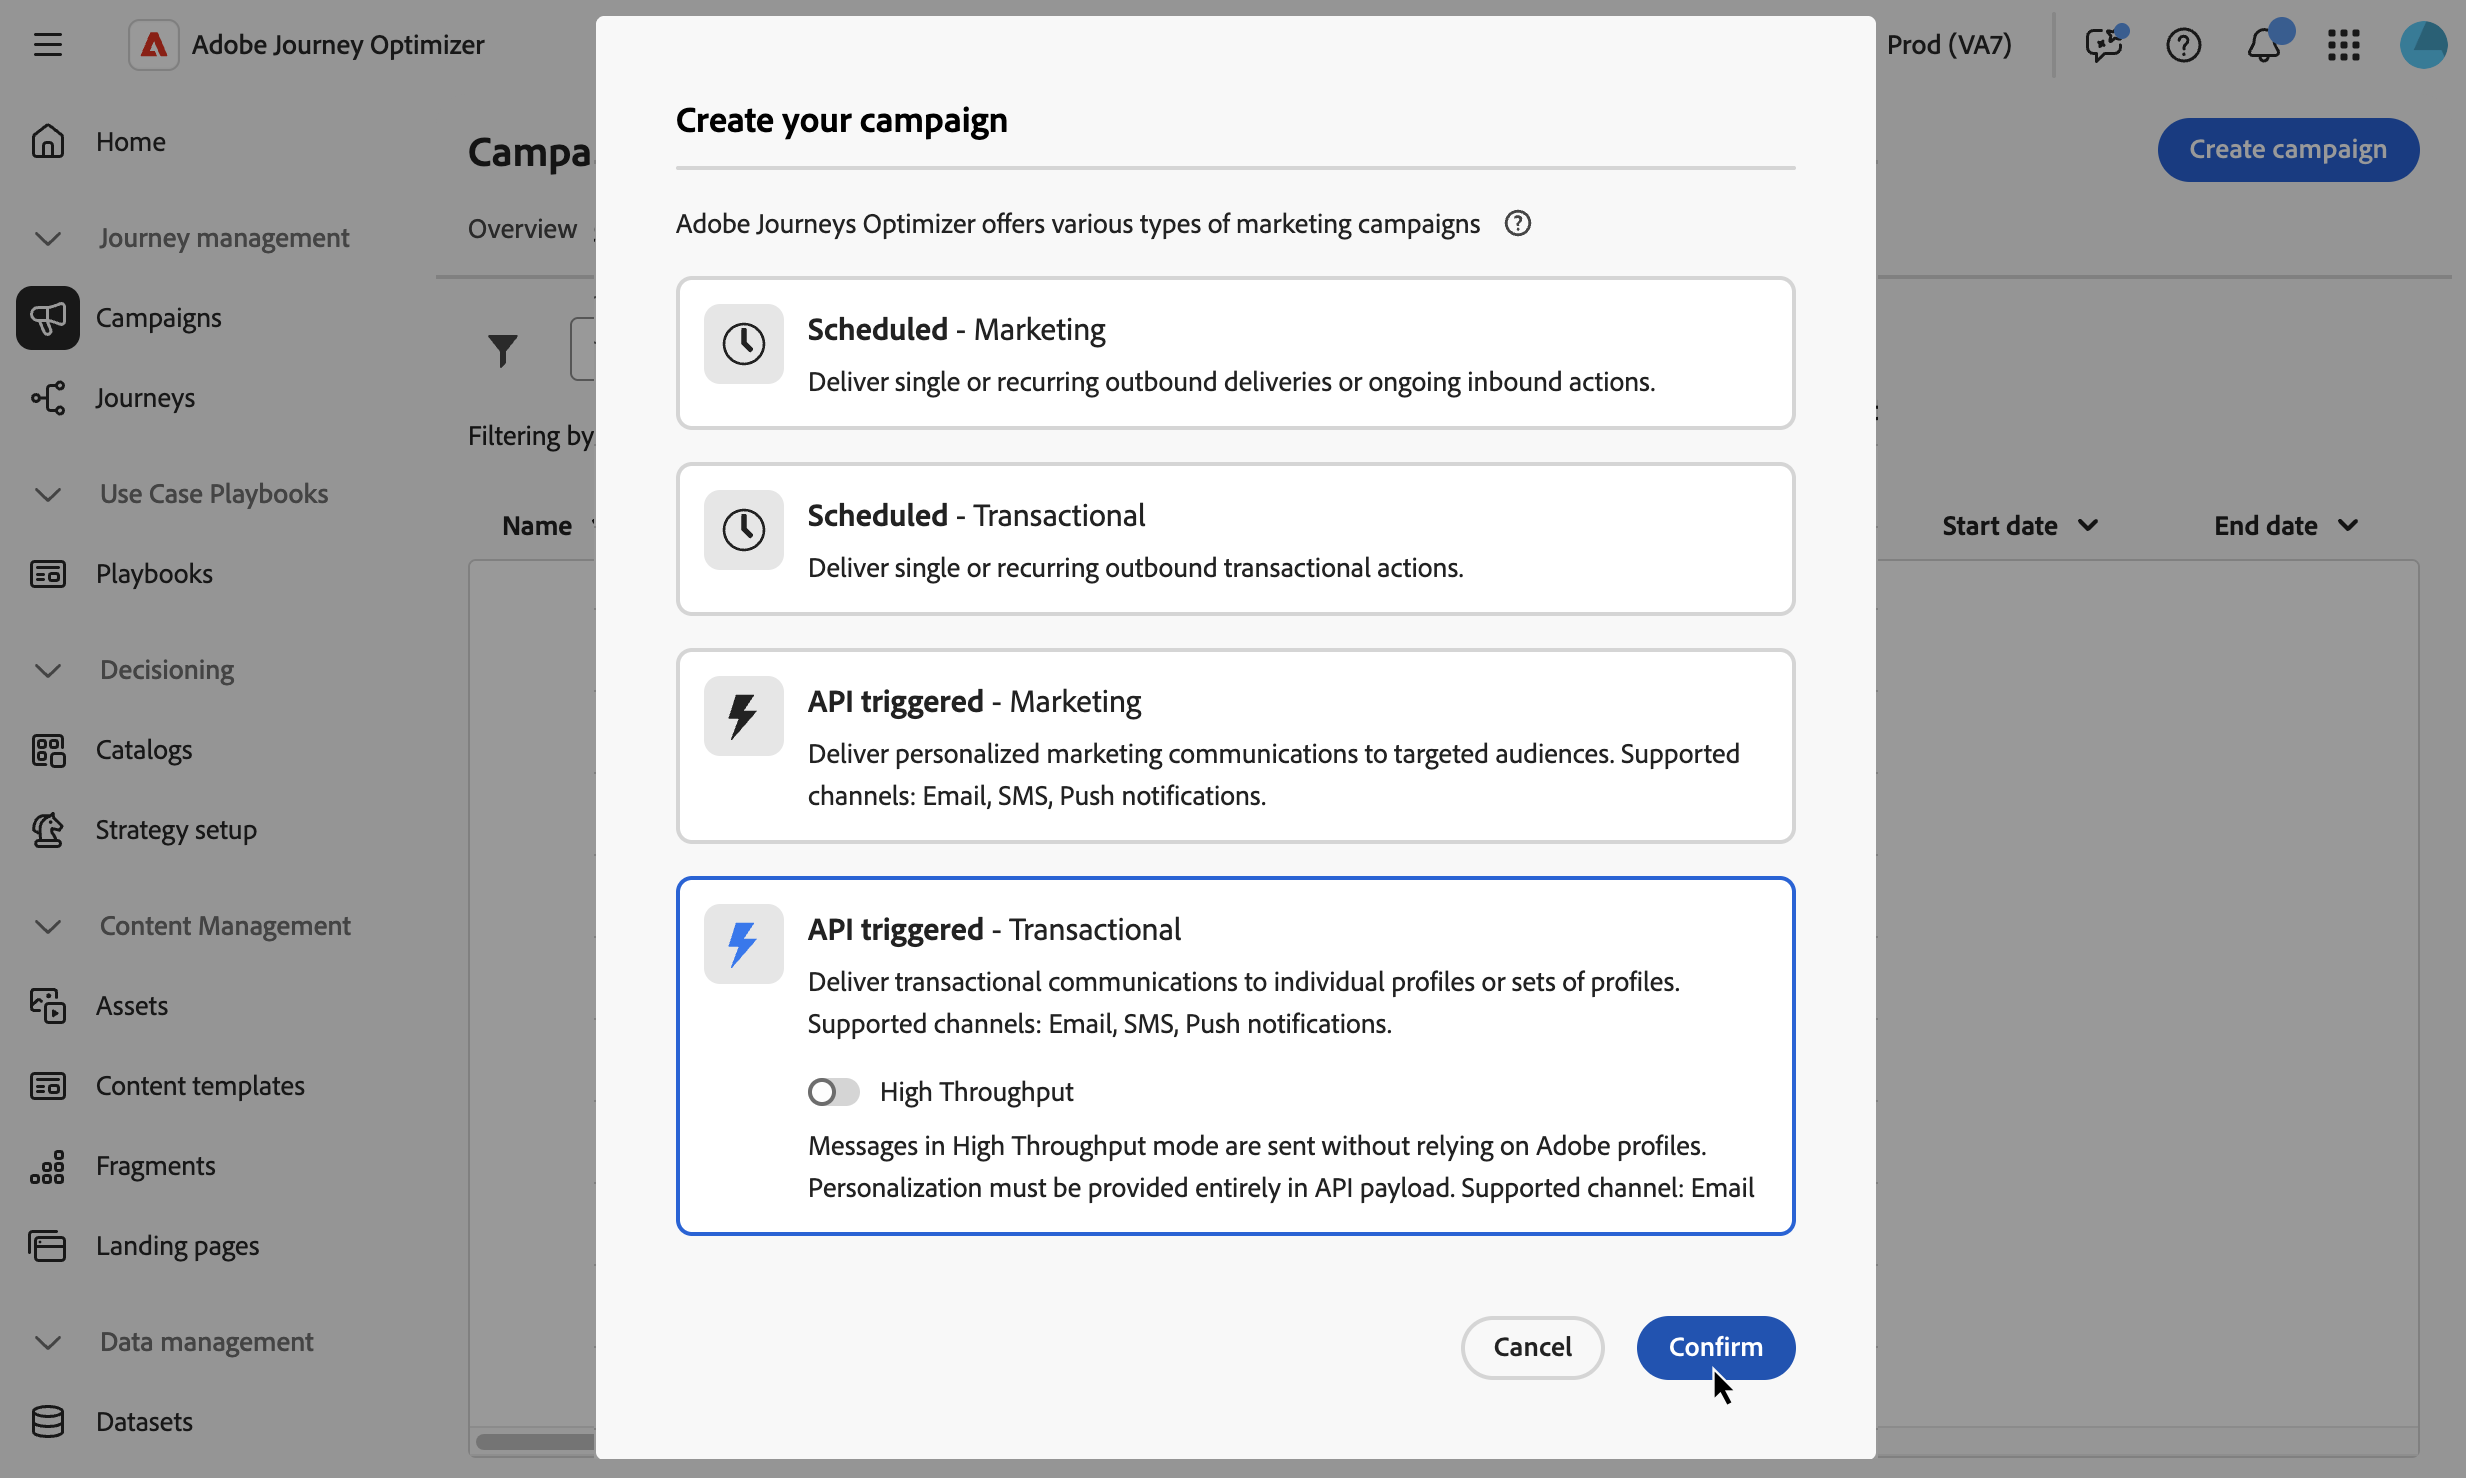 Adobe Journey Optimizer
Prod (VA7)
Home
Journey management
Campaigns
Journeys
Use Case Playbooks
Playbooks
Decisioning
Catalogs
Strategy setup
Content Management
Assets
Content templates
Fragments
Landing pages
Data management
Datasets
Campa
Create campaign
Overview
Filtering by
Name
Start date
End date
Create your campaign
Adobe Journeys Optimizer offers various types of marketing campaigns
Scheduled - Marketing
Deliver single or recurring outbound deliveries or ongoing inbound actions.
Scheduled - Transactional
Deliver single or recurring outbound transactional actions.
API triggered - Marketing
Deliver personalized marketing communications to targeted audiences. Supported
channels: Email, SMS, Push notifications.
API triggered - Transactional
Deliver transactional communications to individual profiles or sets of profiles.
Supported channels: Email, SMS, Push notifications.
High Throughput
Messages in High Throughput mode are sent without relying on Adobe profiles.
Personalization must be provided entirely in API payload. Supported channel: Email
Cancel
Confirm